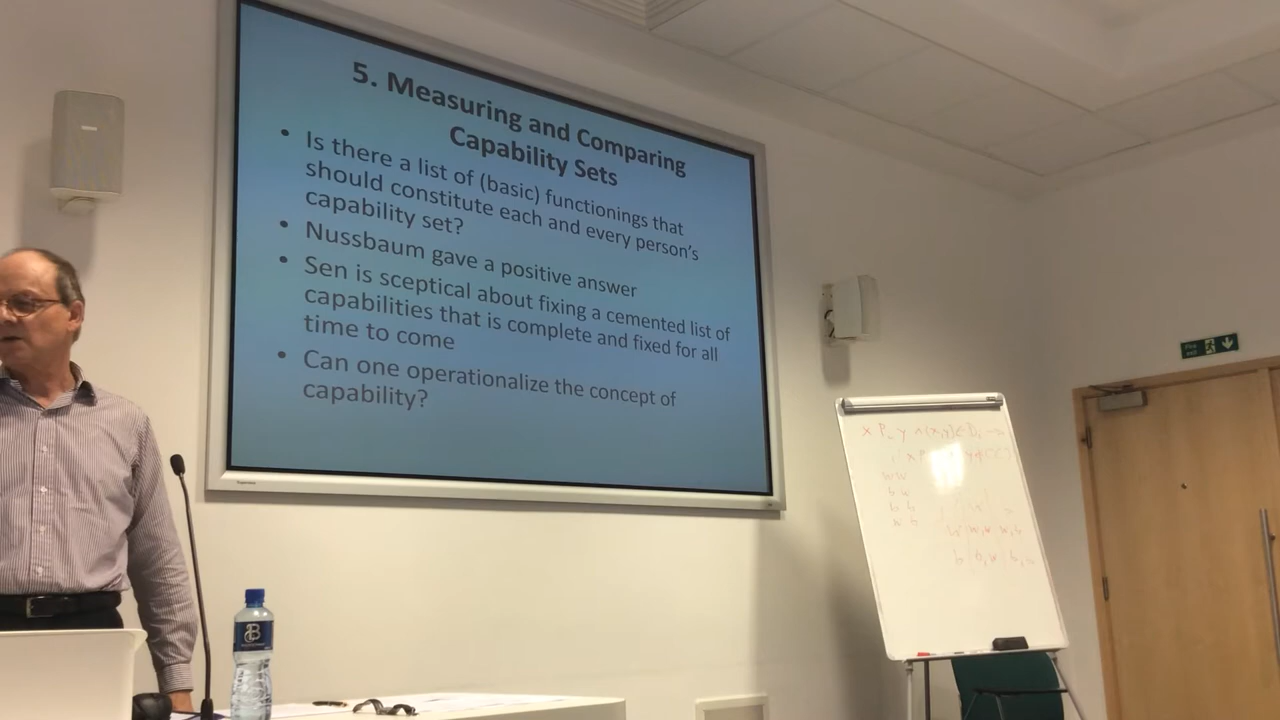 5. Measuring and Comparing
Capability Sets
• Is there a list of (basic) functionings that
should constitute each and every person's
capability set?
• Nussbaum gave a positive answer
• Sen is sceptical about fixing a cemented list of
capabilities that is complete and fixed for all
time to come
• Can one operationalize the concept of
capability?
Fire
exit
B